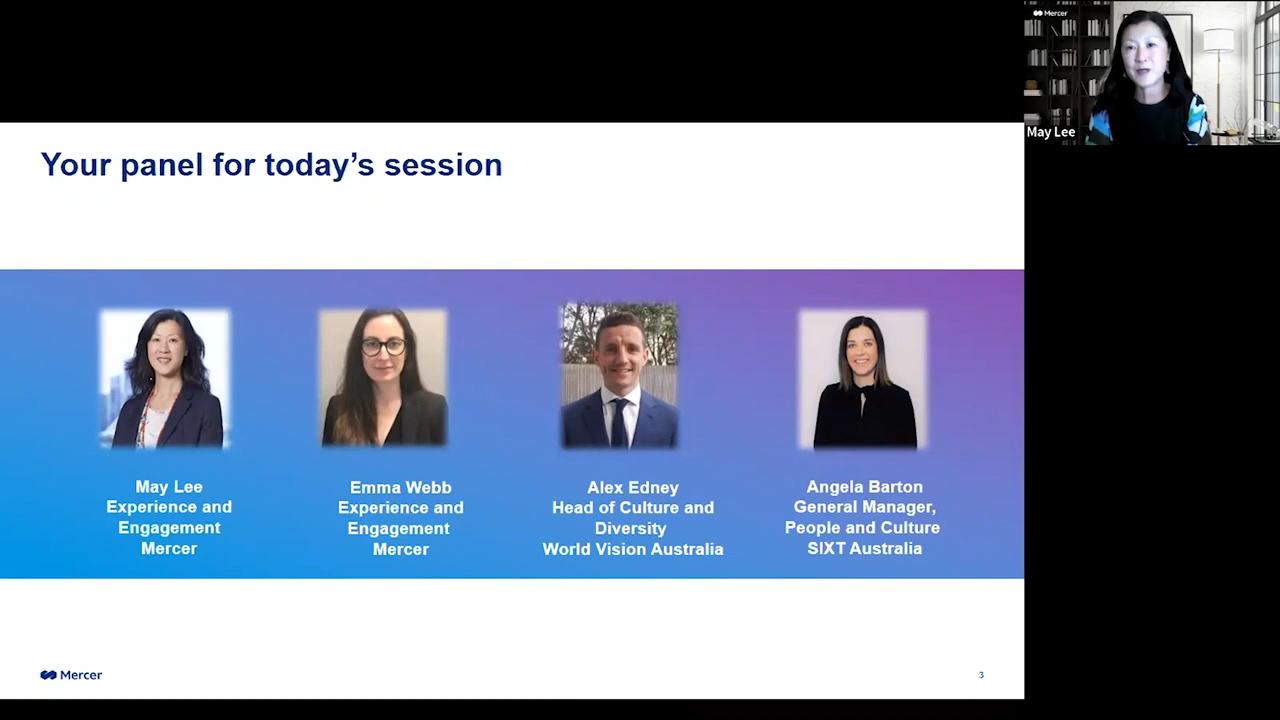 Mercer
May Lee
Your panel for today's session
May Lee
Experience and
Engagement
Mercer
Emma Webb
Experience and
Engagement
Mercer
Alex Edney
Head of Culture and
Diversity
World Vision Australia
Angela Barton
General Manager,
People and Culture
SIXT Australia
Mercer
3